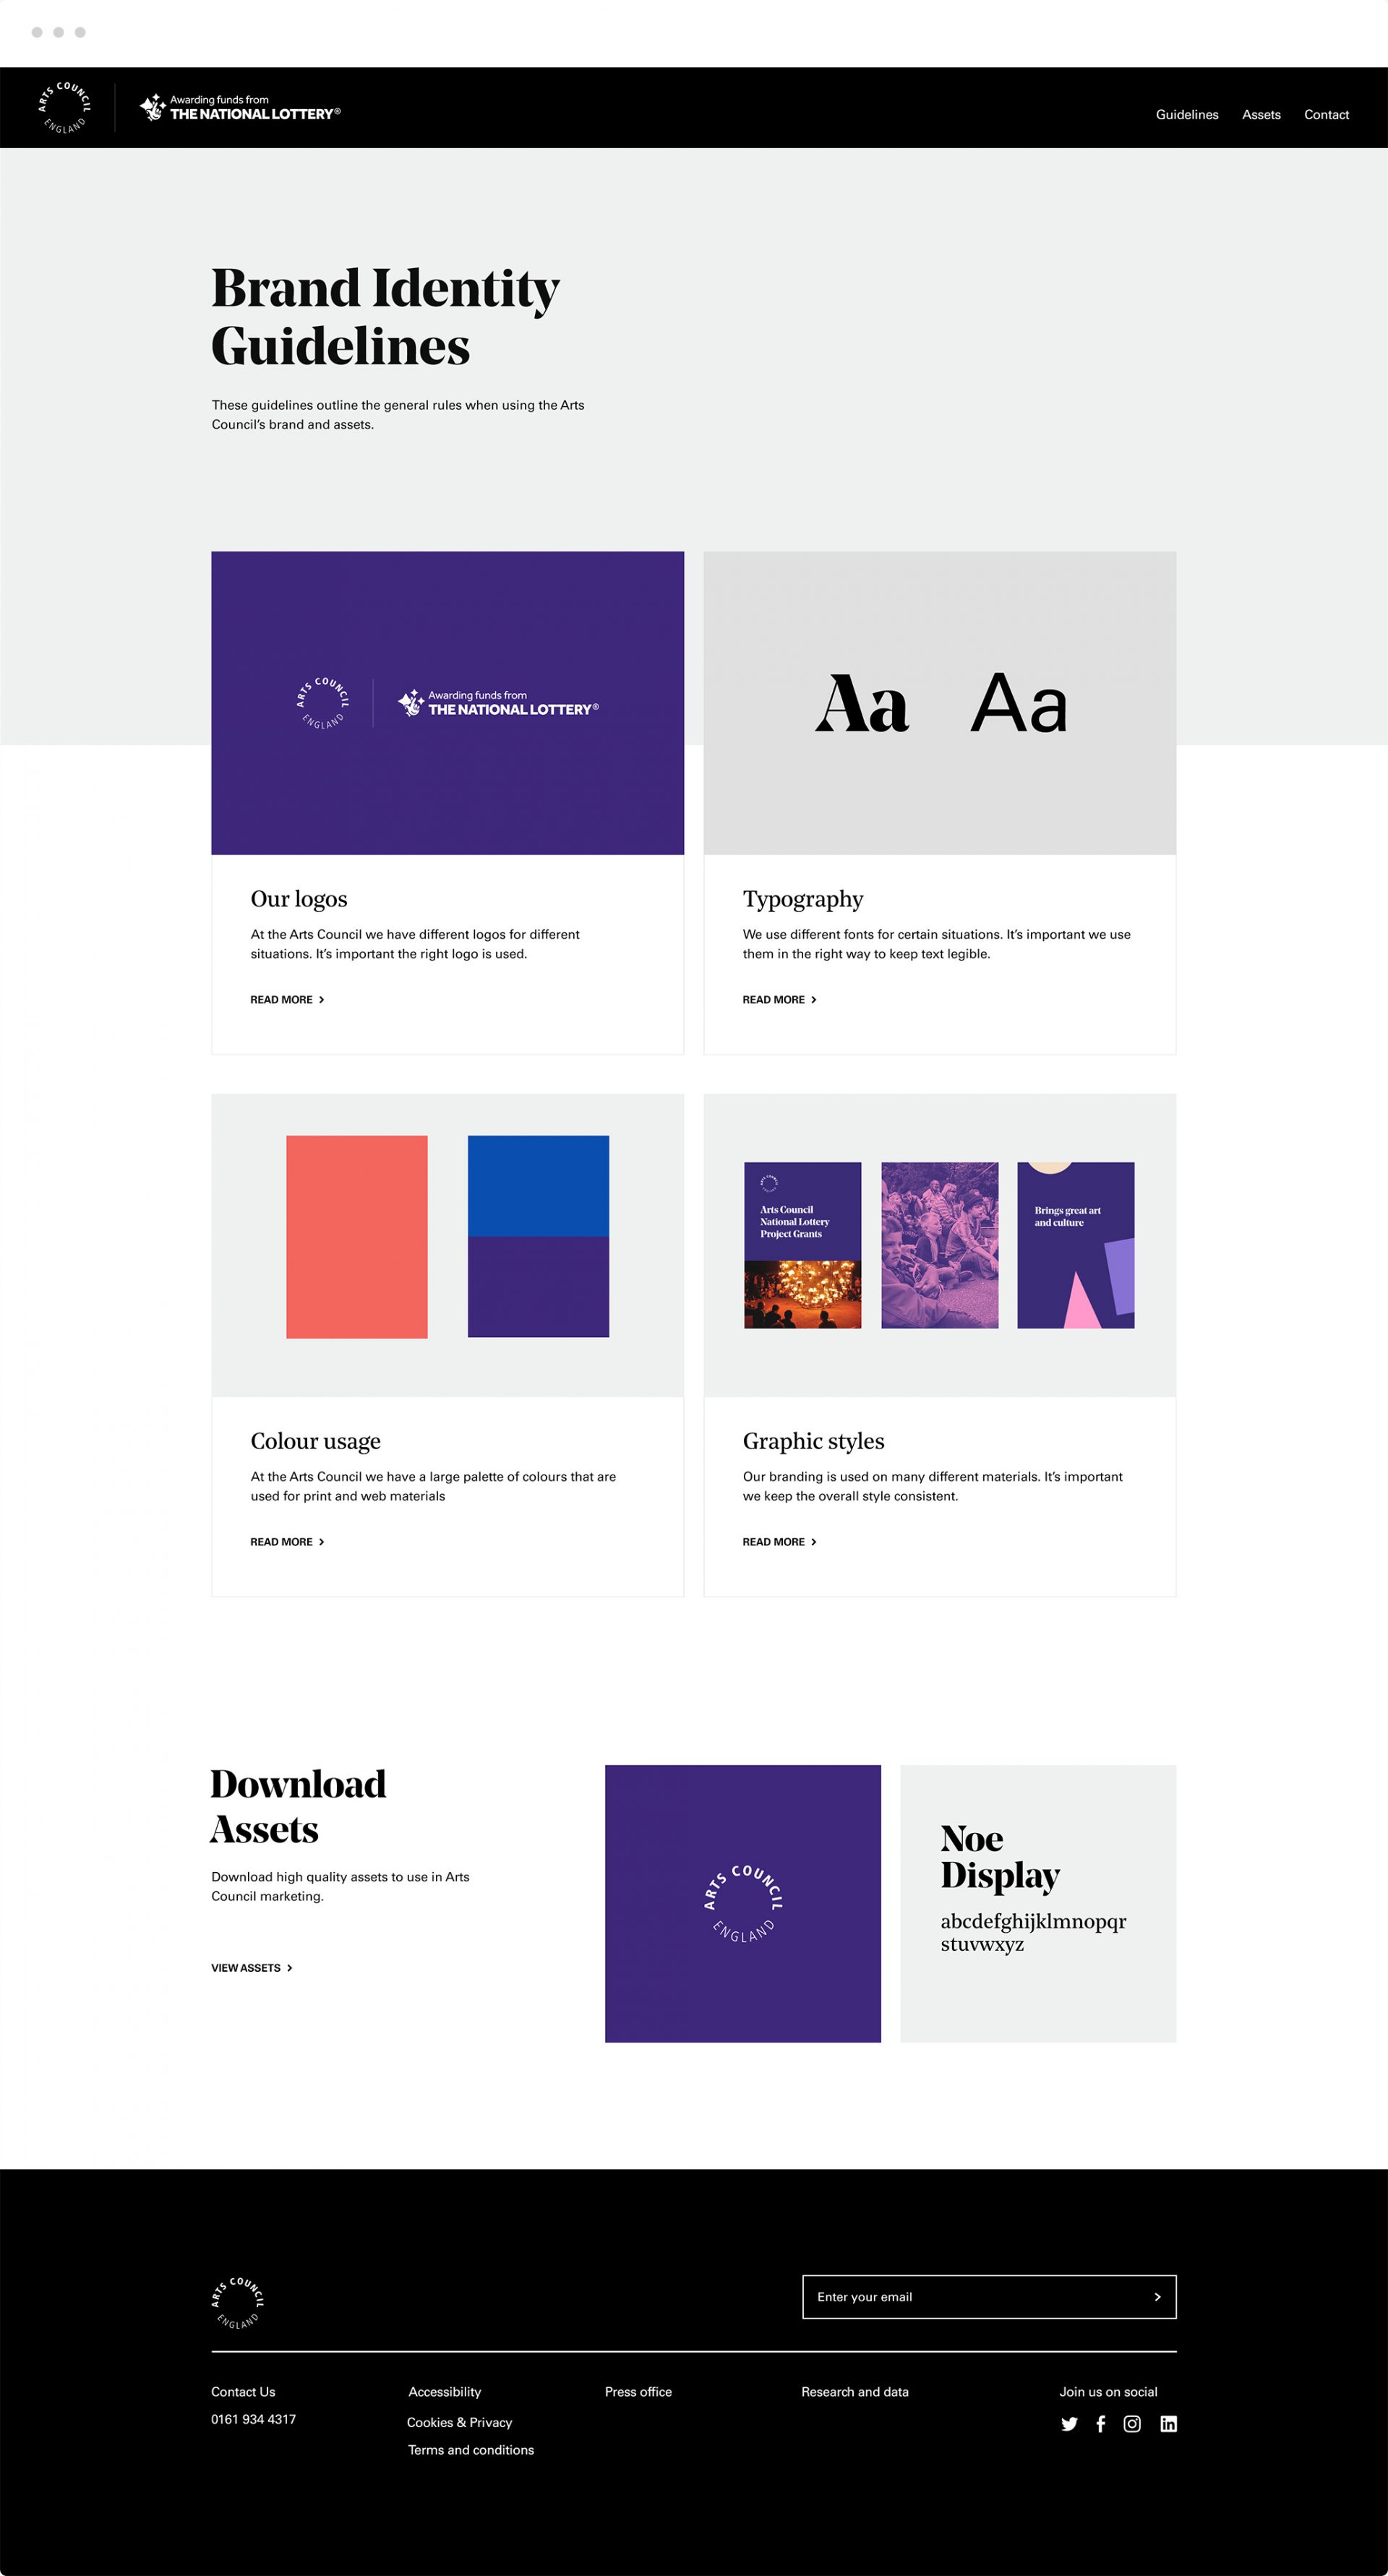 ARTS COUNCIL
ENGLAND
Awarding funds from
THE NATIONAL LOTTERY®
Guidelines
Assets
Contact
Brand Identity
Guidelines
These guidelines outline the general rules when using the Arts
Council’s brand and assets.
ARTS COUNCIL
ENGLAND
Awarding funds from
THE NATIONAL LOTTERY®
Aa
Aa
Our logos
At the Arts Council we have different logos for different
situations. It’s important the right logo is used.
READ MORE
Typography
We use different fonts for certain situations. It’s important we use
them in the right way to keep text legible.
READ MORE
Arts Council
National Lottery
Project Grants
Brings great art
and culture
Colour usage
At the Arts Council we have a large palette of colours that are
used for print and web materials
READ MORE
Graphic styles
Our branding is used on many different materials. It’s important
we keep the overall style consistent.
READ MORE
Download
Assets
Download high quality assets to use in Arts
Council marketing.
VIEW ASSETS
ARTS COUNCIL
ENGLAND
Noe
Display
abcdefghijklmnopqr
stuvwxyz
ARTS COUNCIL
ENGLAND
Enter your email
Contact Us
0161 934 4317
Accessibility
Cookies & Privacy
Terms and conditions
Press office
Research and data
Join us on social